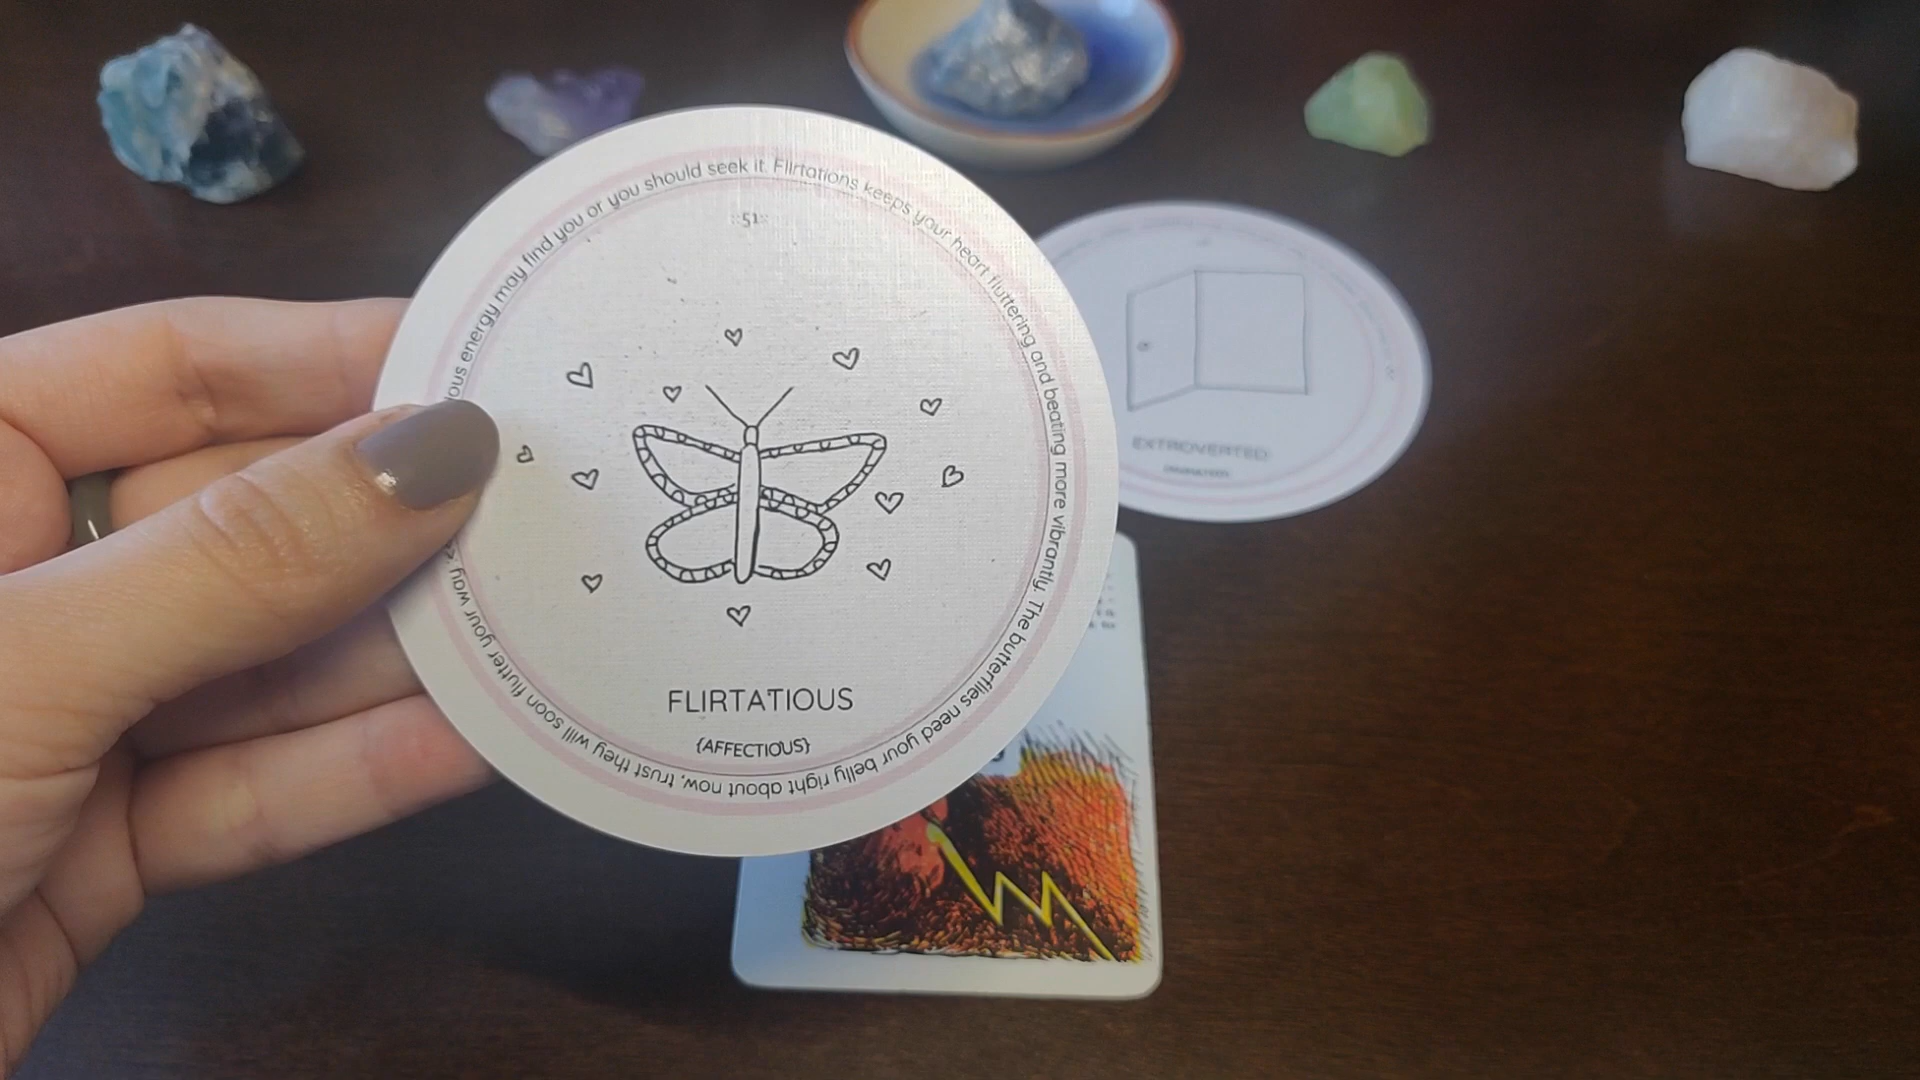 51
ious energy may find you or you should seek it. Flirtations keeps your heart fluttering and beating more vibrantly. The butterflies need your belly right about now, trust they will soon flutter your way
FLIRTATIOUS
{AFFECTIOUS}
EXTROVERTED